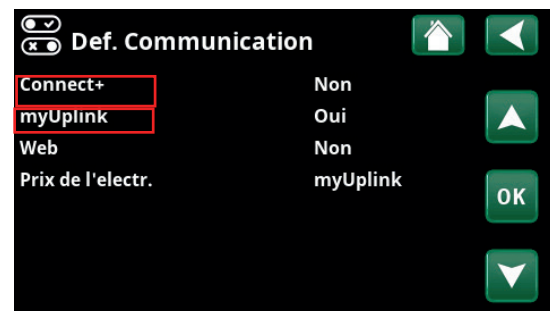 Def. Communication
Connect+ Non
myUplink Oui
Web Non
Prix de l'electr. myUplink
OK